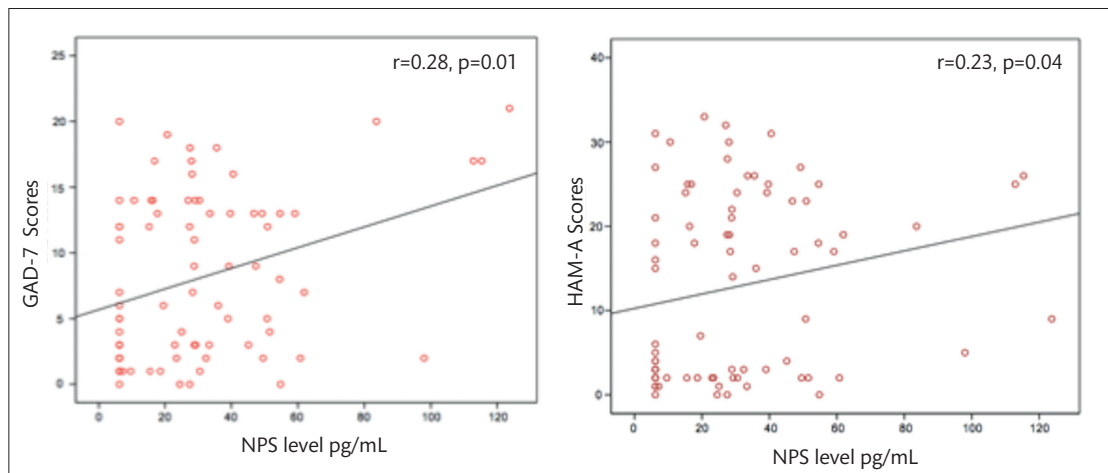 r=0.28, p=0.01
GAD-7 Scores
25
20
15
10
5
0
0 20 40 60 80 100 120
NPS level pg/mL
r=0.23, p=0.04
HAM-A Scores
40
30
20
10
0
0 20 40 60 80 100 120
NPS level pg/mL